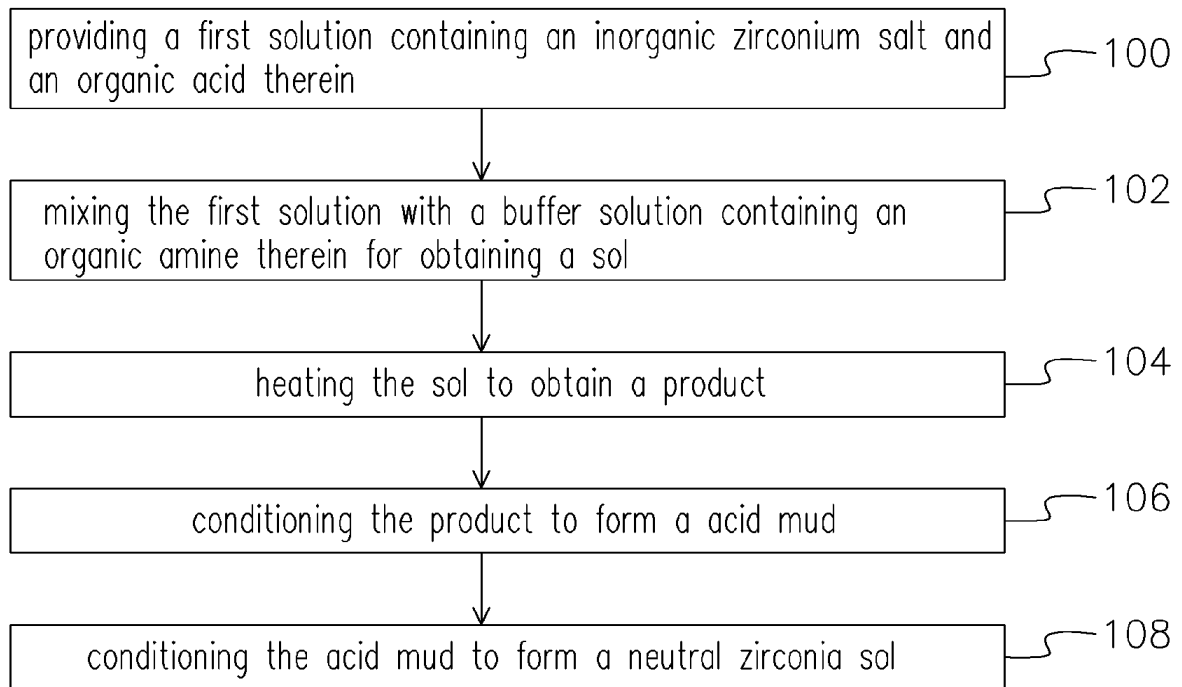 providing a first solution containing an inorganic zirconium salt and
an organic acid therein
100
mixing the first solution with a buffer solution containing an
organic amine therein for obtaining a sol
102
heating the sol to obtain a product
104
conditioning the product to form a acid mud
106
conditioning the acid mud to form a neutral zirconia sol
108